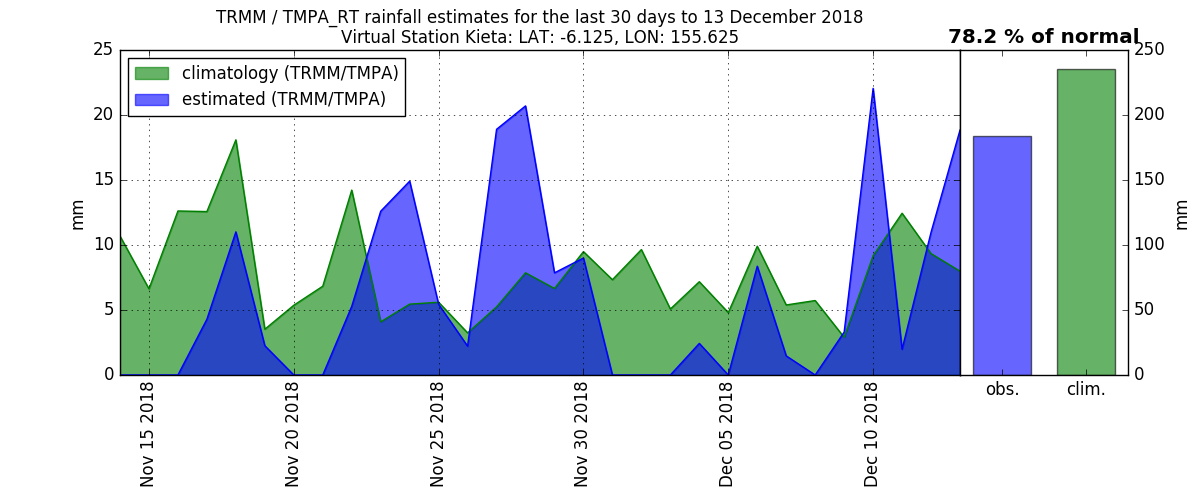 TRMM / TMPA_RT rainfall estimates for the last 30 days to 13 December 2018
Virtual Station Kieta: LAT: -6.125, LON: 155.625
78.2 % of normal
climatology (TRMM/TMPA)
estimated (TRMM/TMPA)
25
20
15
10
5
0
mm
250
200
150
100
50
0
mm
Nov 15 2018
Nov 20 2018
Nov 25 2018
Nov 30 2018
Dec 05 2018
Dec 10 2018
obs.
clim.